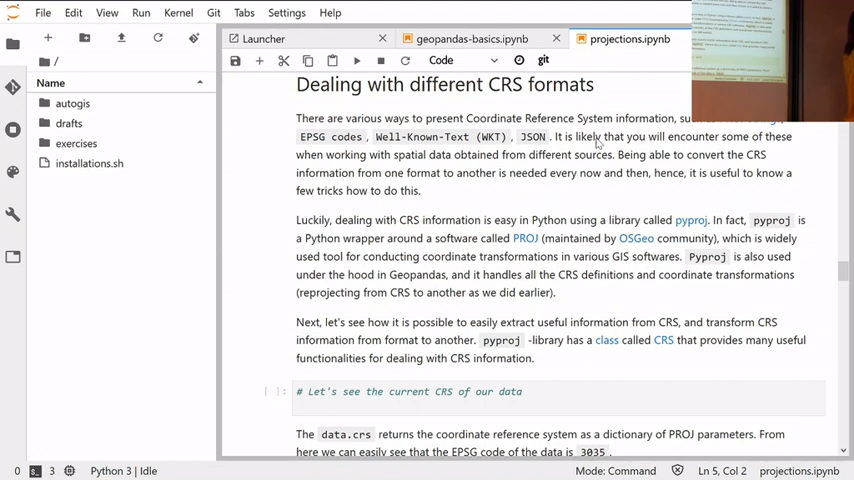 File Edit View Run Kernel Git Tabs Settings Help
Launcher
geopandas-basics.ipynb
projections.ipynb
Code
git
/
Name
autogis
drafts
exercises
installations.sh
Dealing with different CRS formats
There are various ways to present Coordinate Reference System information,
EPSG codes , Well-Known-Text (WKT) , JSON . It is likely that you will encounter some of these
when working with spatial data obtained from different sources. Being able to convert the CRS
information from one format to another is needed every now and then, hence, it is useful to know a
few tricks how to do this.
Luckily, dealing with CRS information is easy in Python using a library called pyproj. In fact, pyproj is
a Python wrapper around a software called PROJ (maintained by OSGeo community), which is widely
used tool for conducting coordinate transformations in various GIS softwares. Pyproj is also used
under the hood in Geopandas, and it handles all the CRS definitions and coordinate transformations
(reprojecting from CRS to another as we did earlier).
Next, let's see how it is possible to easily extract useful information from CRS, and transform CRS
information from format to another. pyproj -library has a class called CRS that provides many useful
functionalities for dealing with CRS information.
[ ]: # Let's see the current CRS of our data
The data.crs returns the coordinate reference system as a dictionary of PROJ parameters. From
here we can easily see that the EPSG code of the data is 3035
0 3 Python 3 | Idle Mode: Command Ln 5, Col 2 projections.ipynb